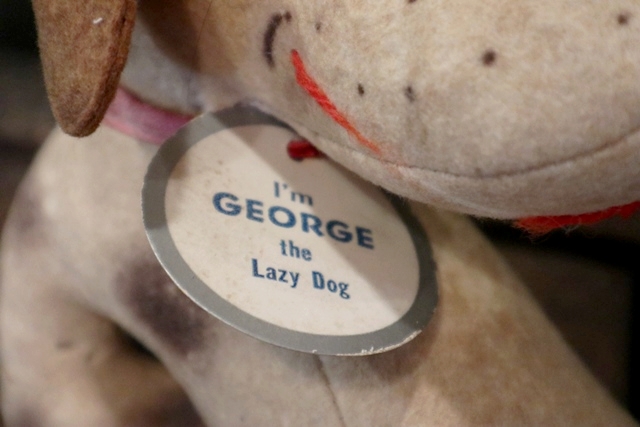 I'm
GEORGE
the
Lazy Dog